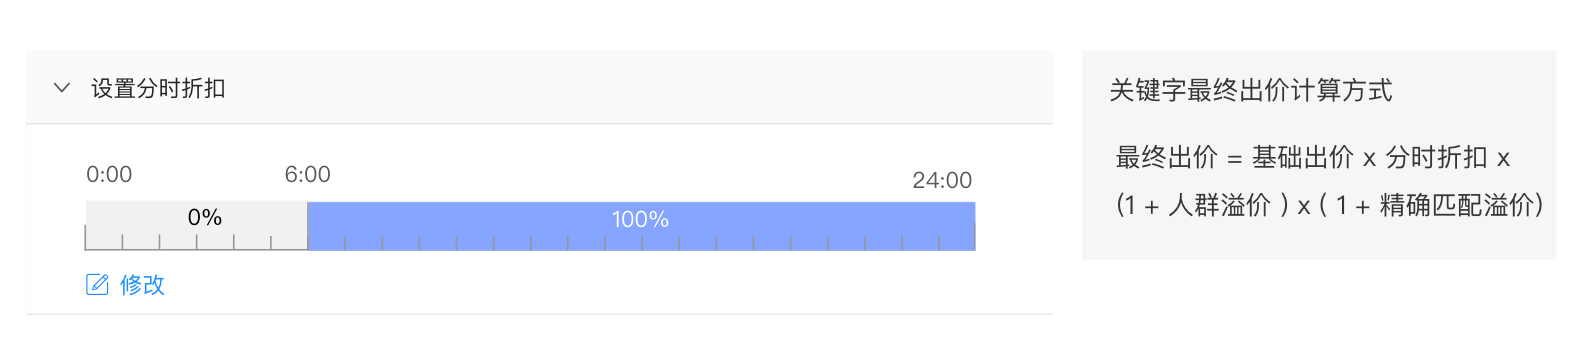 设置分时折扣
0:00
6:00
24:00
0%
100%
修改
关键字最终出价计算方式
最终出价 = 基础出价 x 分时折扣 x
(1 + 人群溢价 ) x ( 1 + 精确匹配溢价)